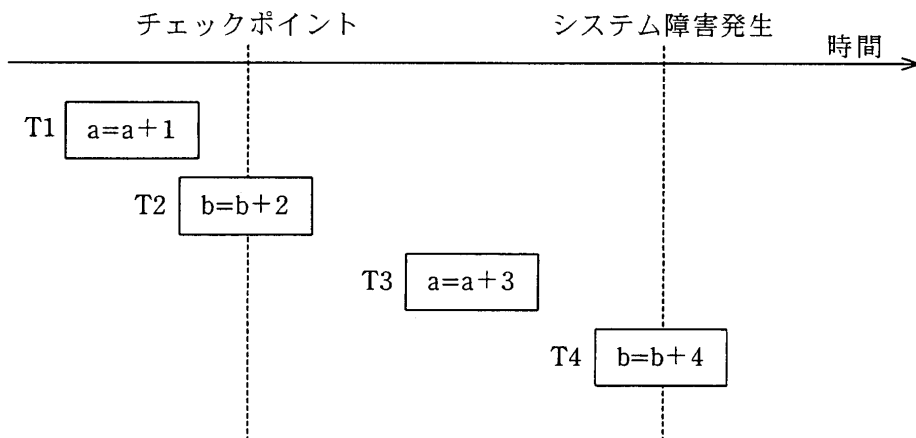 チェックポイント システム障害発生
時間
T1 a=a+1
T2 b=b+2
T3 a=a+3
T4 b=b+4